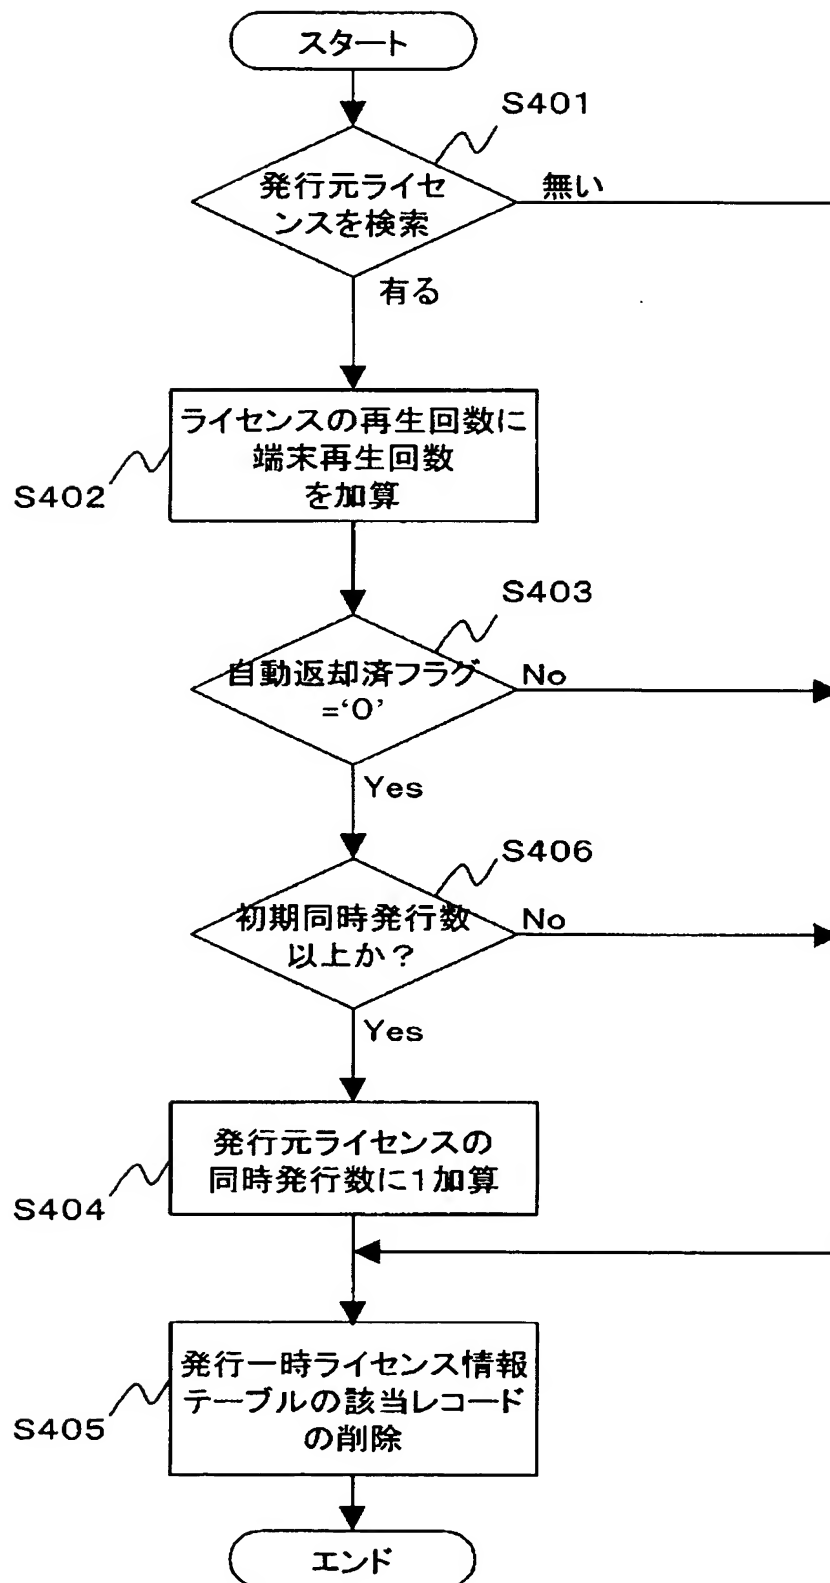 スタート
S401
発行元ライセ
ンスを検索
無い
有る
ライセンスの再生回数に
端末再生回数
を加算
S402
S403
自動返却済フラグ
=‘0’
No
Yes
S406
初期同時発行数
以上か?
No
Yes
発行元ライセンスの
同時発行数に1加算
S404
発行一時ライセンス情報
テーブルの該当レコード
の削除
S405
エンド